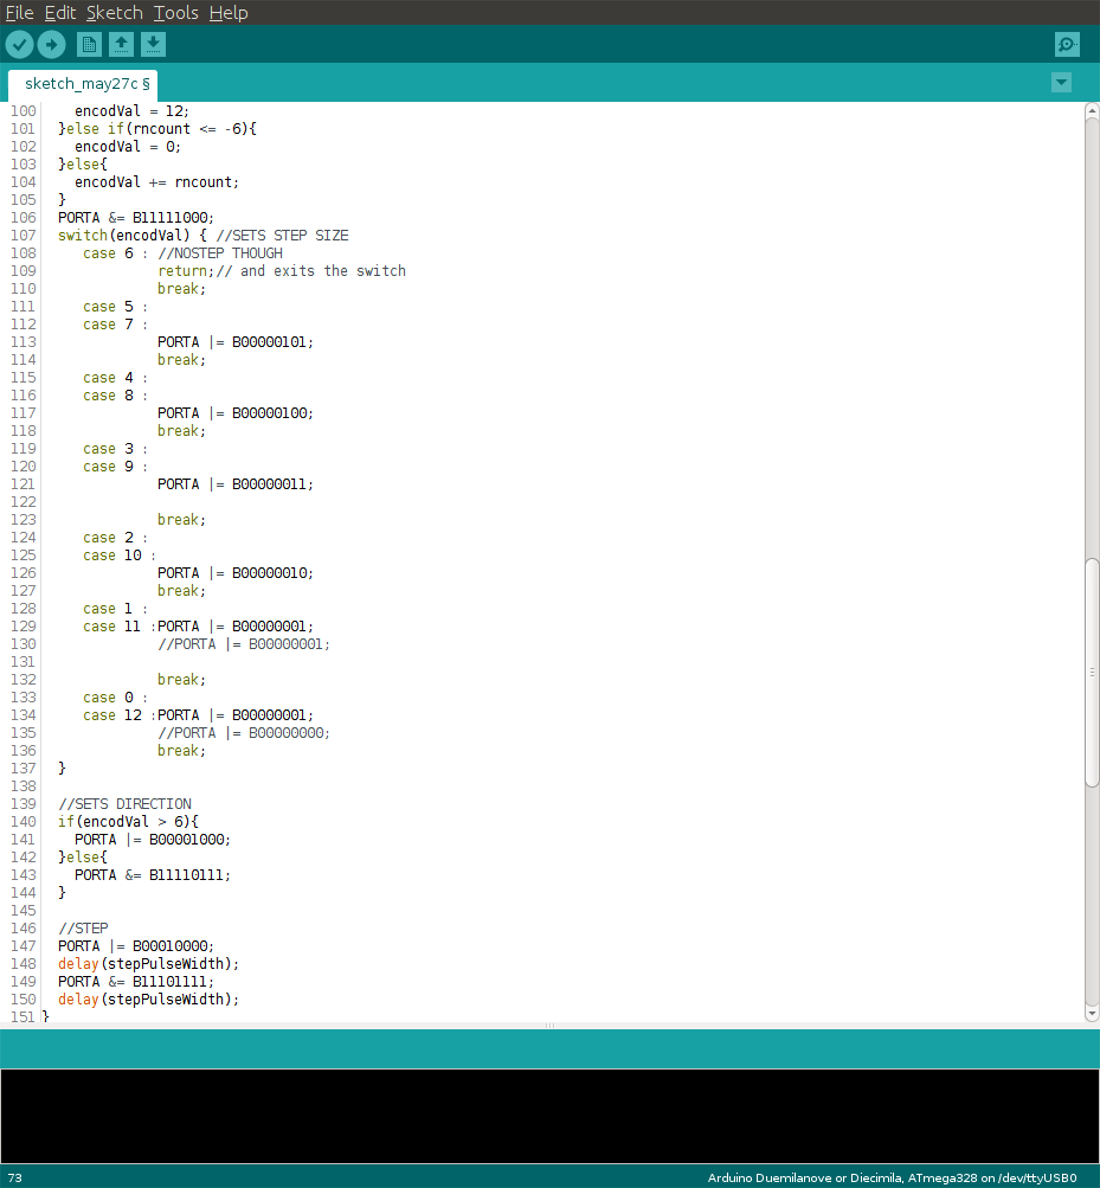 File Edit Sketch Tools Help
sketch_may27c §
100 encodVal = 12;
101 }else if(rncount <= -6){
102 encodVal = 0;
103 }else{
104 encodVal += rncount;
105 }
106 PORTA &= B11111000;
107 switch(encodVal) { //SETS STEP SIZE
108 case 6 : //NOSTEP THOUGH
109 return;// and exits the switch
110 break;
111 case 5 :
112 case 7 :
113 PORTA |= B00000101;
114 break;
115 case 4 :
116 case 8 :
117 PORTA |= B00000100;
118 break;
119 case 3 :
120 case 9 :
121 PORTA |= B00000011;
122
123 break;
124 case 2 :
125 case 10 :
126 PORTA |= B00000010;
127 break;
128 case 1 :
129 case 11 :PORTA |= B00000001;
130 //PORTA |= B00000001;
131
132 break;
133 case 0 :
134 case 12 :PORTA |= B00000001;
135 //PORTA |= B00000000;
136 break;
137 }
138
139 //SETS DIRECTION
140 if(encodVal > 6){
141 PORTA |= B00001000;
142 }else{
143 PORTA &= B11110111;
144 }
145
146 //STEP
147 PORTA |= B00010000;
148 delay(stepPulseWidth);
149 PORTA &= B11101111;
150 delay(stepPulseWidth);
151 }
73 Arduino Duemilanove or Diecimila, ATmega328 on /dev/ttyUSB0